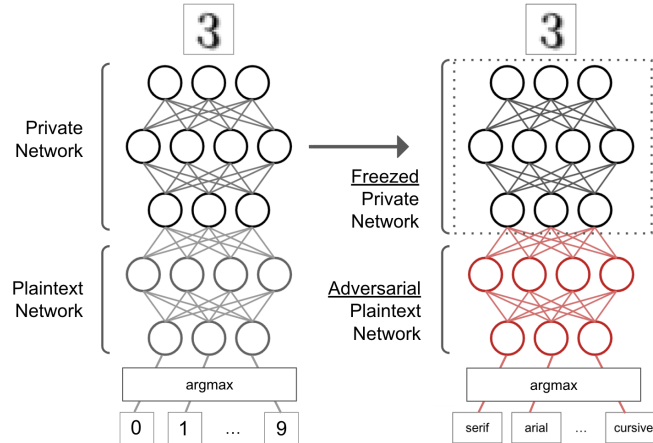 3
3
Private
Network
Freezed
Private
Network
Plaintext
Network
Adversarial
Plaintext
Network
argmax
argmax
0 1 ... 9
serif arial ... cursive